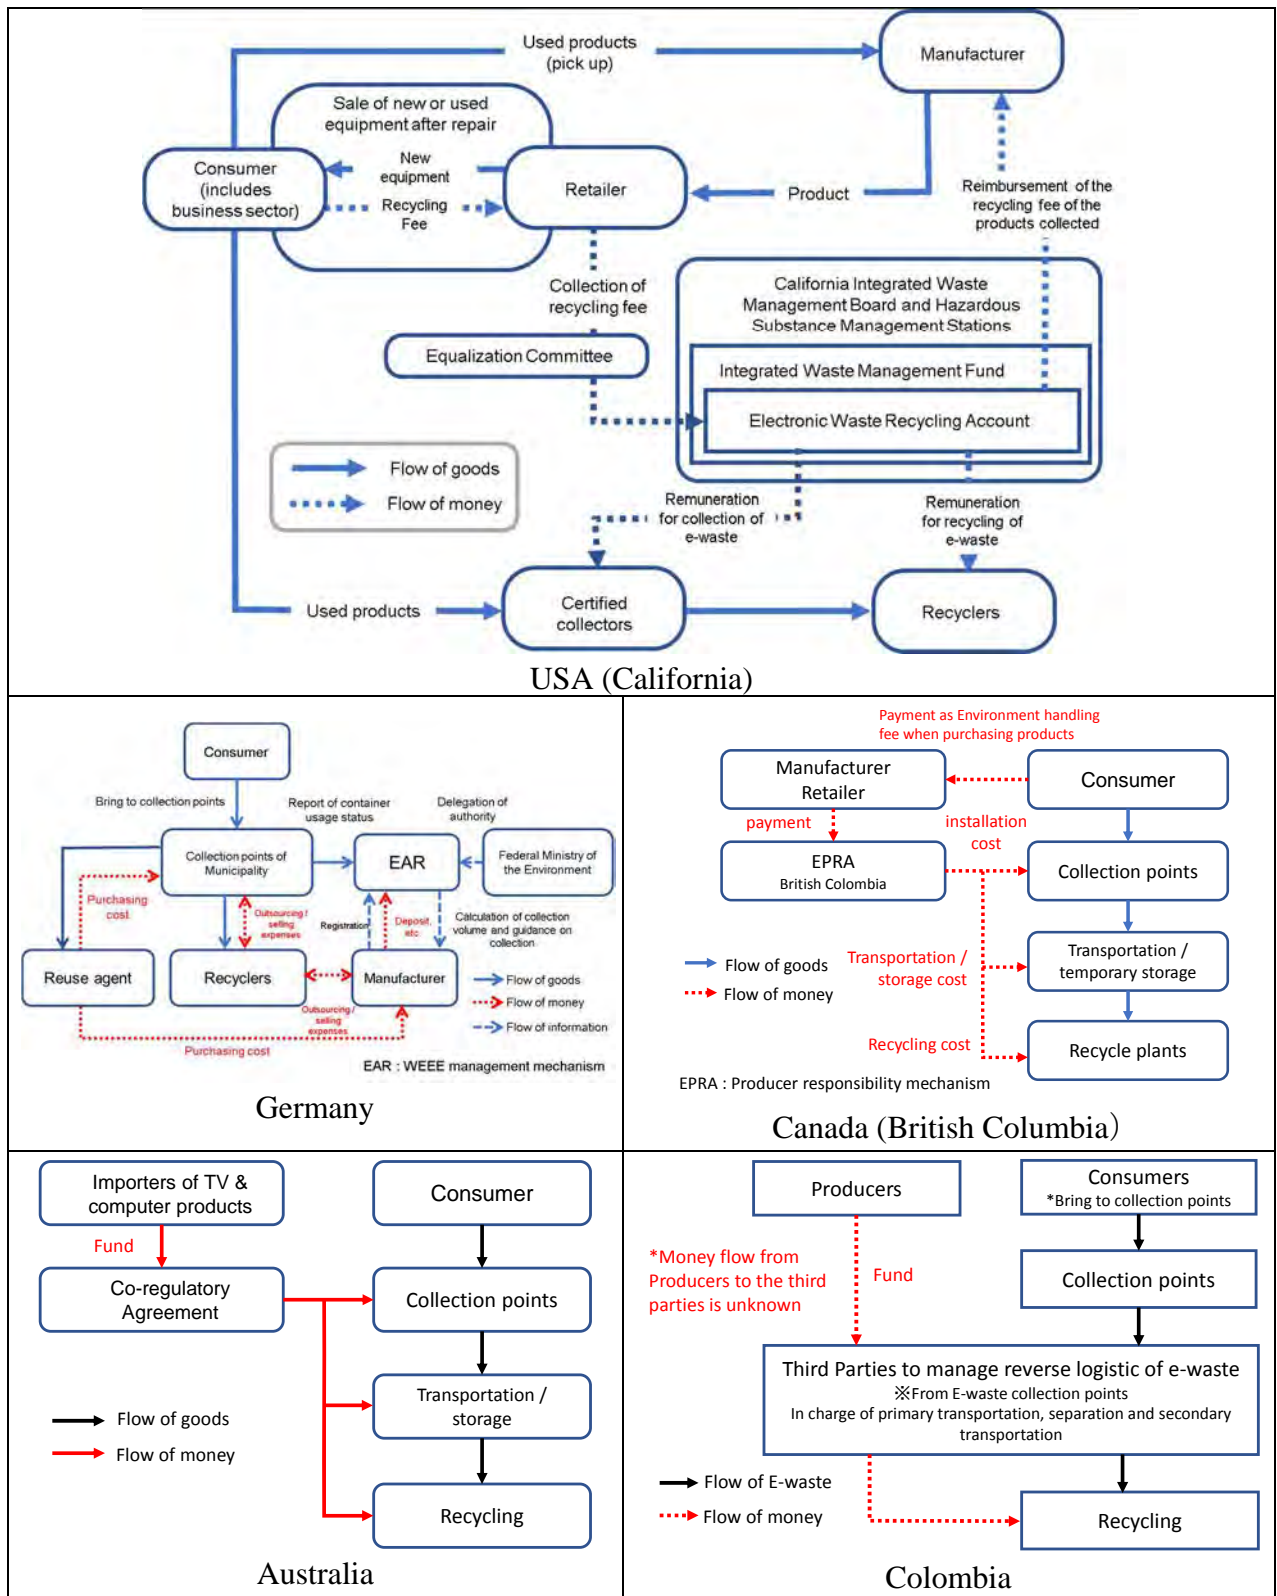 Used products
(pick up)
Manufacturer
Sale of new or used
equipment after repair
Consumer
(includes
business sector)
New
equipment
Recycling
Fee
Retailer
Product
Reimbursement of the
recycling fee of the
products collected
Collection of
recycling fee
California Integrated Waste
Management Board and Hazardous
Substance Management Stations
Equalization Committee
Integrated Waste Management Fund
Electronic Waste Recycling Account
Flow of goods
Flow of money
Remuneration
for collection of
e-waste
Remuneration
for recycling of
e-waste
Used products
Certified
collectors
Recyclers
USA (California)
Consumer
Bring to collection points
Report of container
usage status
Delegation of
authority
Collection points of
Municipality
EAR
Federal Ministry of
the Environment
Purchasing
cost
Outsourcing /
selling
expenses
Registration
Deposit,
etc
Calculation of collection
volume and guidance on
collection
Reuse agent
Recyclers
Manufacturer
Flow of goods
Flow of money
Flow of information
Outsourcing /
selling
expenses
Purchasing cost
EAR : WEEE management mechanism
Germany
Payment as Environment handling
fee when purchasing products
Manufacturer
Retailer
Consumer
payment
installation
cost
EPRA
British Colombia
Collection points
Flow of goods
Flow of money
Transportation /
storage cost
Transportation /
temporary storage
Recycling cost
Recycle plants
EPRA : Producer responsibility mechanism
Canada (British Columbia）
Importers of TV &
computer products
Consumer
Fund
Co-regulatory
Agreement
Collection points
Transportation /
storage
Flow of goods
Flow of money
Recycling
Australia
Producers
Consumers
*Bring to collection points
*Money flow from
Producers to the third
parties is unknown
Fund
Collection points
Third Parties to manage reverse logistic of e-waste
※From E-waste collection points
In charge of primary transportation, separation and secondary
transportation
Flow of E-waste
Flow of money
Recycling
Colombia